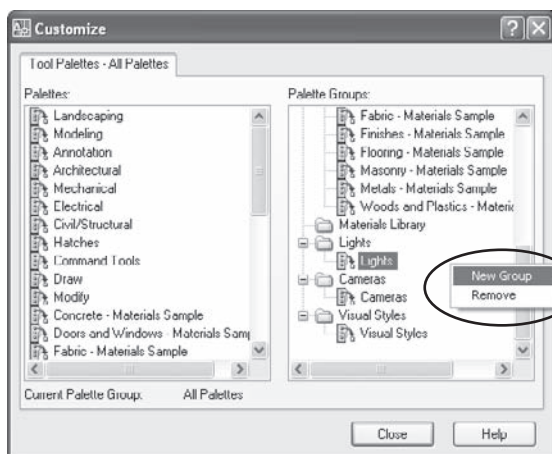 Customize
Tool Palettes - All Palettes
Palettes:
Landscaping
Modeling
Annotation
Architectural
Mechanical
Electrical
Civil/Structural
Hatches
Command Tools
Draw
Modify
Concrete - Materials Sample
Doors and Windows - Materials Samp
Fabric - Materials Sample
Current Palette Group: All Palettes
Palette Groups:
Fabric - Materials Sample
Finishes - Materials Sample
Flooring - Materials Sample
Masonry - Materials Sample
Metals - Materials Sample
Woods and Plastics - Materia
Materials Library
Lights
Lights
Cameras
Cameras
Visual Styles
Visual Styles
New Group
Remove
Close
Help